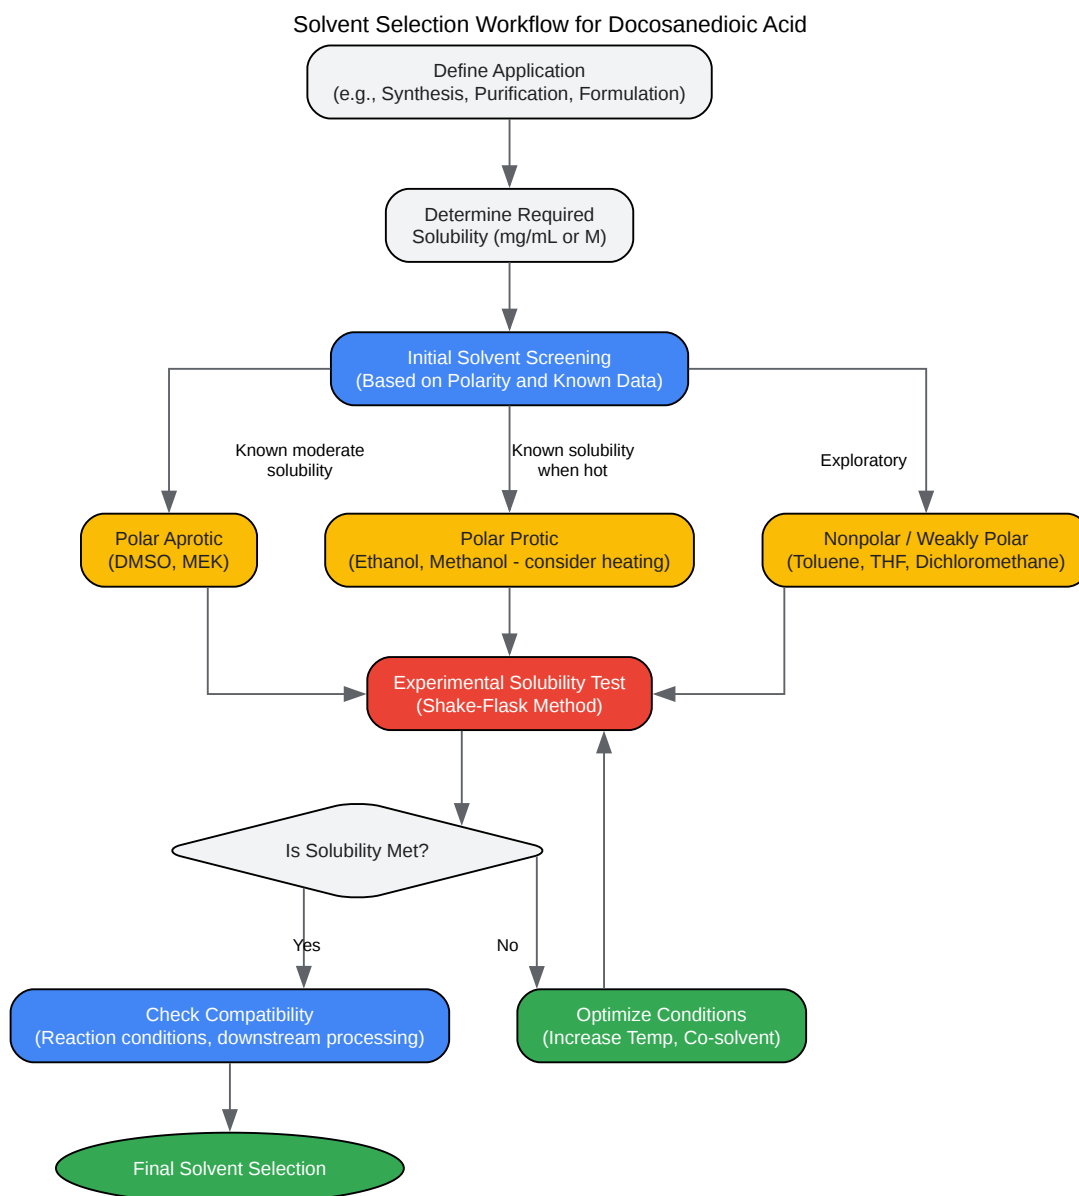 Solvent Selection Workflow for Docosanedioic Acid
Define Application
(e.g., Synthesis, Purification, Formulation)
Determine Required
Solubility (mg/mL or M)
Initial Solvent Screening
(Based on Polarity and Known Data)
Known moderate
solubility
Known solubility
when hot
Exploratory
Polar Aprotic
(DMSO, MEK)
Polar Protic
(Ethanol, Methanol - consider heating)
Nonpolar / Weakly Polar
(Toluene, THF, Dichloromethane)
Experimental Solubility Test
(Shake-Flask Method)
Is Solubility Met?
Yes
No
Check Compatibility
(Reaction conditions, downstream processing)
Optimize Conditions
(Increase Temp, Co-solvent)
Final Solvent Selection